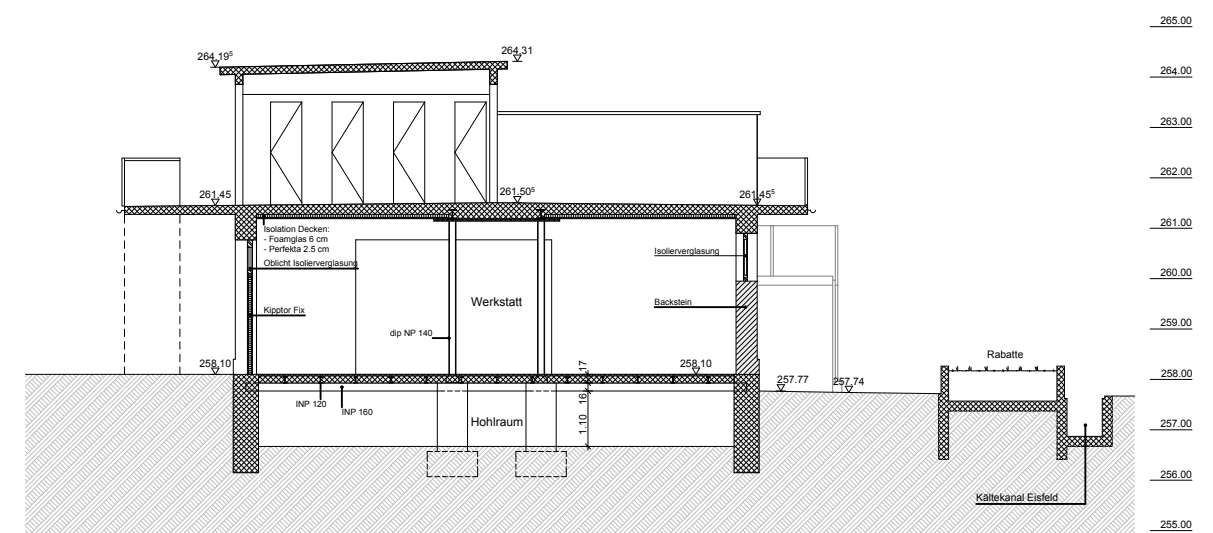 265.00
264.31
264.19⁵
264.00
263.00
262.00
261.45
261.50⁵
261.45⁵
261.00
Isolation Decken:
- Foamglas 6 cm
- Perfekta 2.5 cm
Oblicht Isolierverglasung
Isolierverglasung
260.00
Werkstatt
Backstein
Kipptor Fix
259.00
dip NP 140
Rabatte
258.10
258.10
17
258.00
257.77
257.74
INP 120
INP 160
16
Hohlraum
1.10
257.00
256.00
Kältekanal Eisfeld
255.00